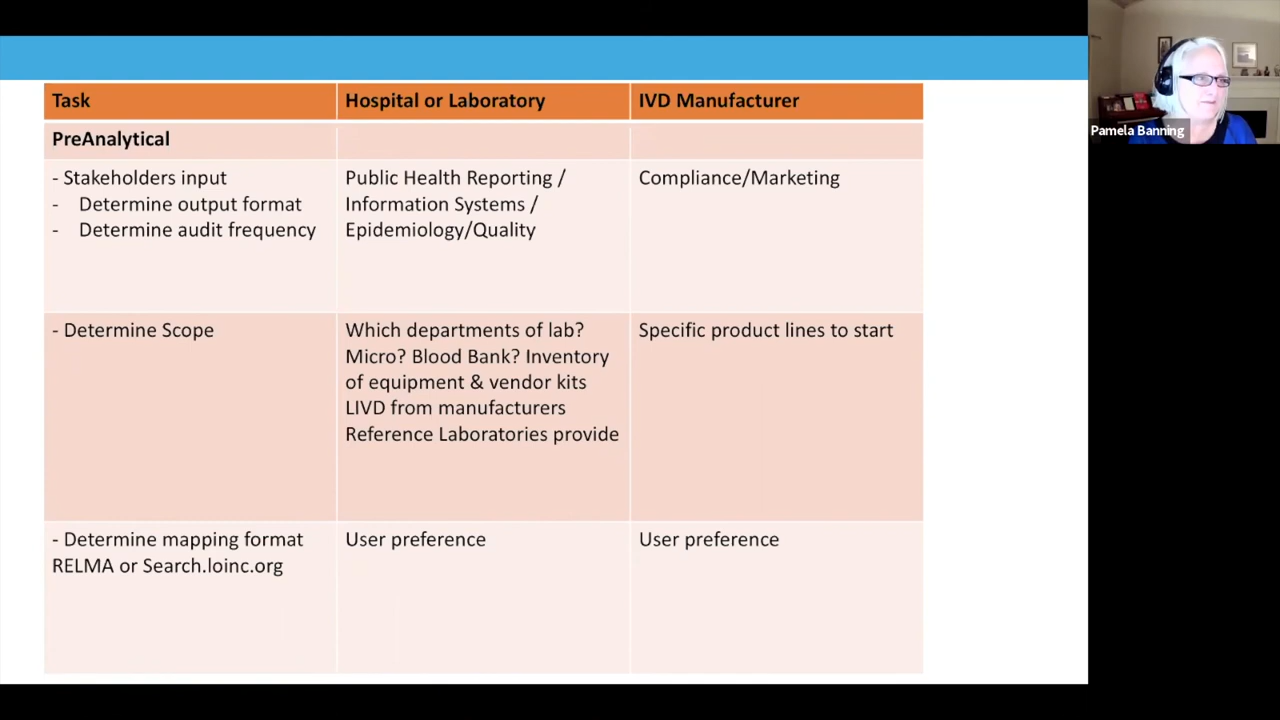 Task
Hospital or Laboratory
IVD Manufacturer
PreAnalytical
- Stakeholders input
- Determine output format
- Determine audit frequency
Public Health Reporting /
Information Systems /
Epidemiology/Quality
Compliance/Marketing
- Determine Scope
Which departments of lab?
Micro? Blood Bank? Inventory
of equipment & vendor kits
LIVD from manufacturers
Reference Laboratories provide
Specific product lines to start
- Determine mapping format
RELMA or Search.loinc.org
User preference
User preference
Pamela Banning